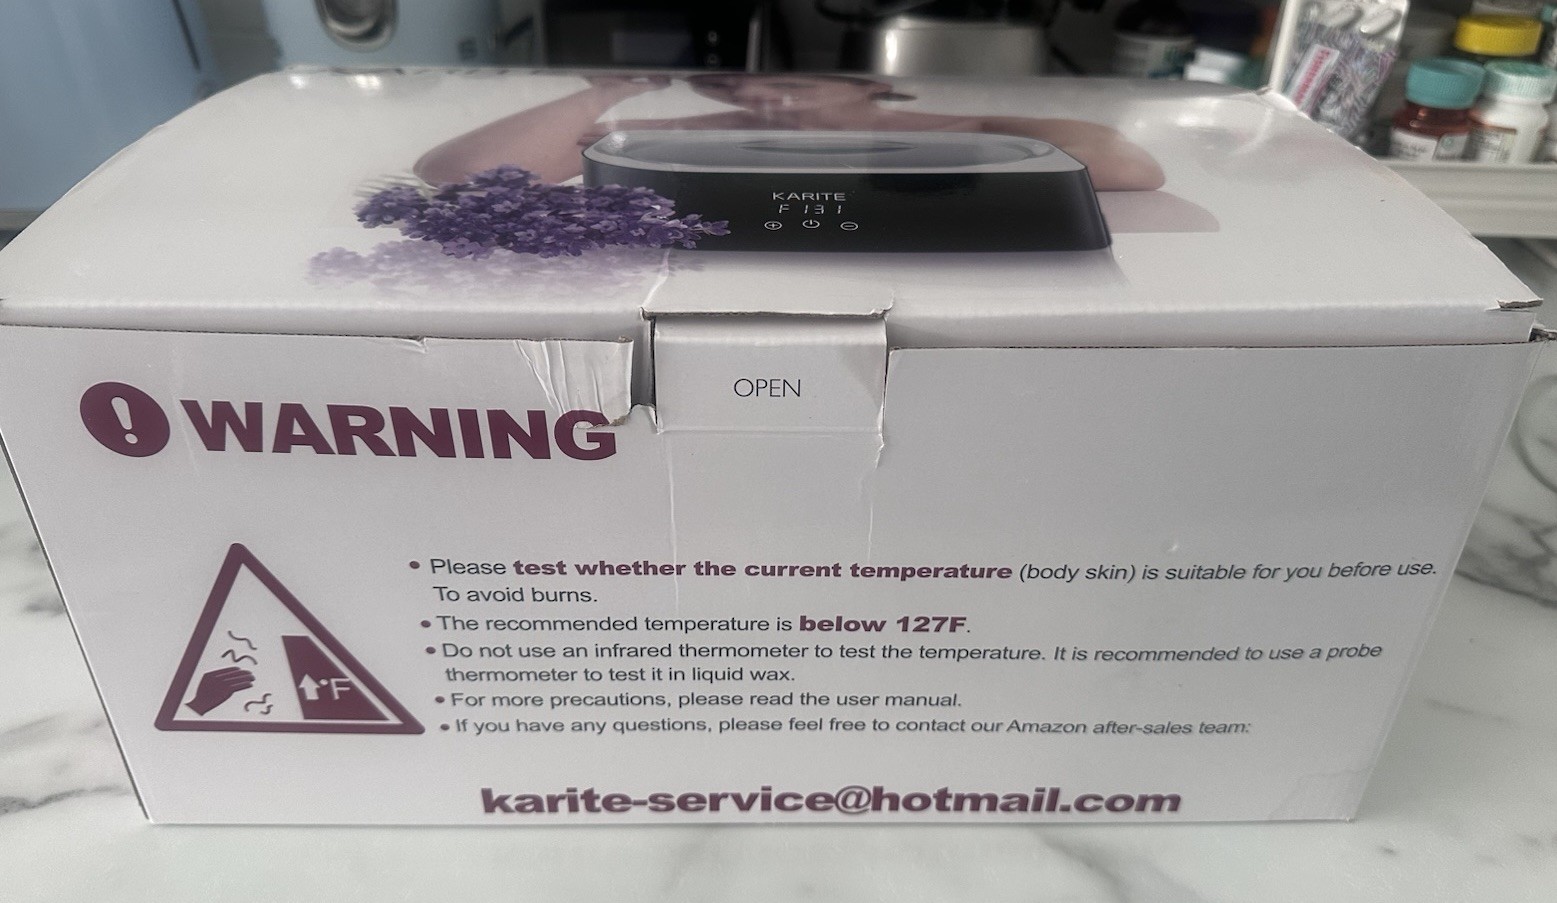 KARITE
F 131
OPEN
! WARNING
• Please test whether the current temperature (body skin) is suitable for you before use.
To avoid burns.
• The recommended temperature is below 127F.
• Do not use an infrared thermometer to test the temperature. It is recommended to use a probe
thermometer to test it in liquid wax.
• For more precautions, please read the user manual.
• If you have any questions, please feel free to contact our Amazon after-sales team:
°F
karite-service@hotmail.com